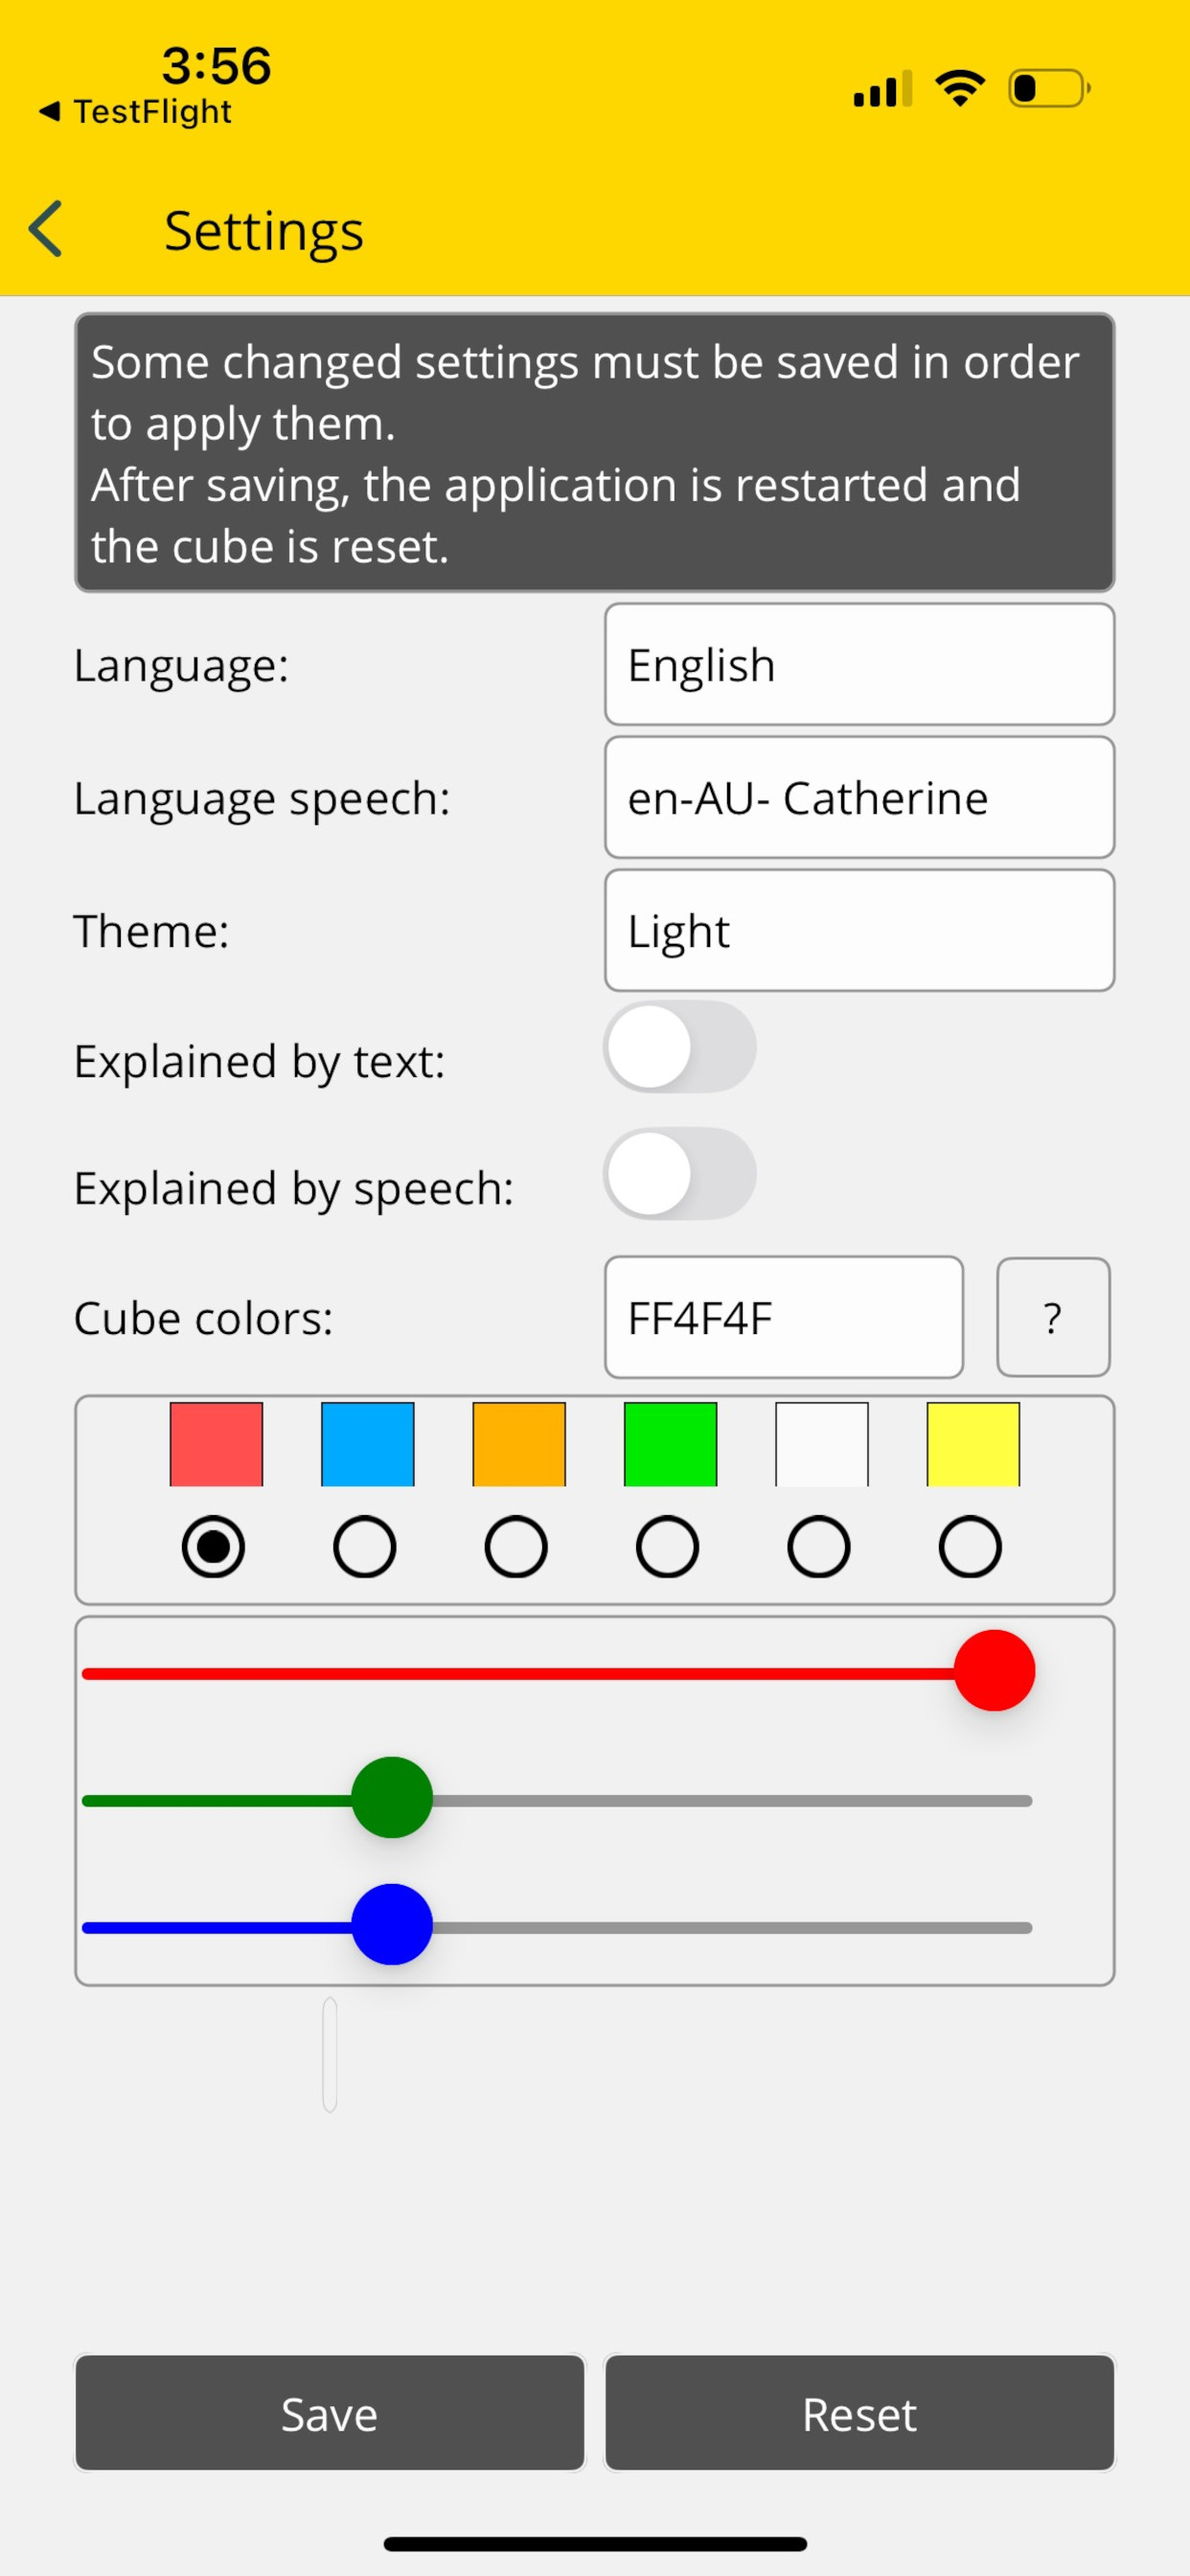 3:56
TestFlight
Settings
Some changed settings must be saved in order
to apply them.
After saving, the application is restarted and
the cube is reset.
Language:
English
Language speech:
en-AU- Catherine
Theme:
Light
Explained by text:
Explained by speech:
Cube colors:
FF4F4F
?
Save
Reset